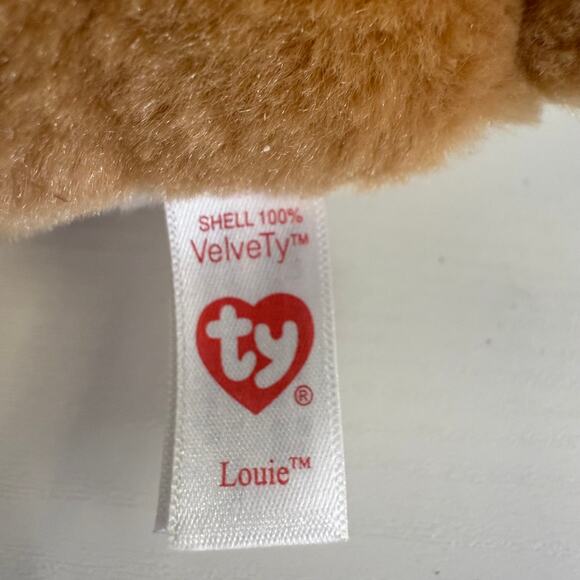 SHELL 100%
VelveTy™
ty
®
Louie™